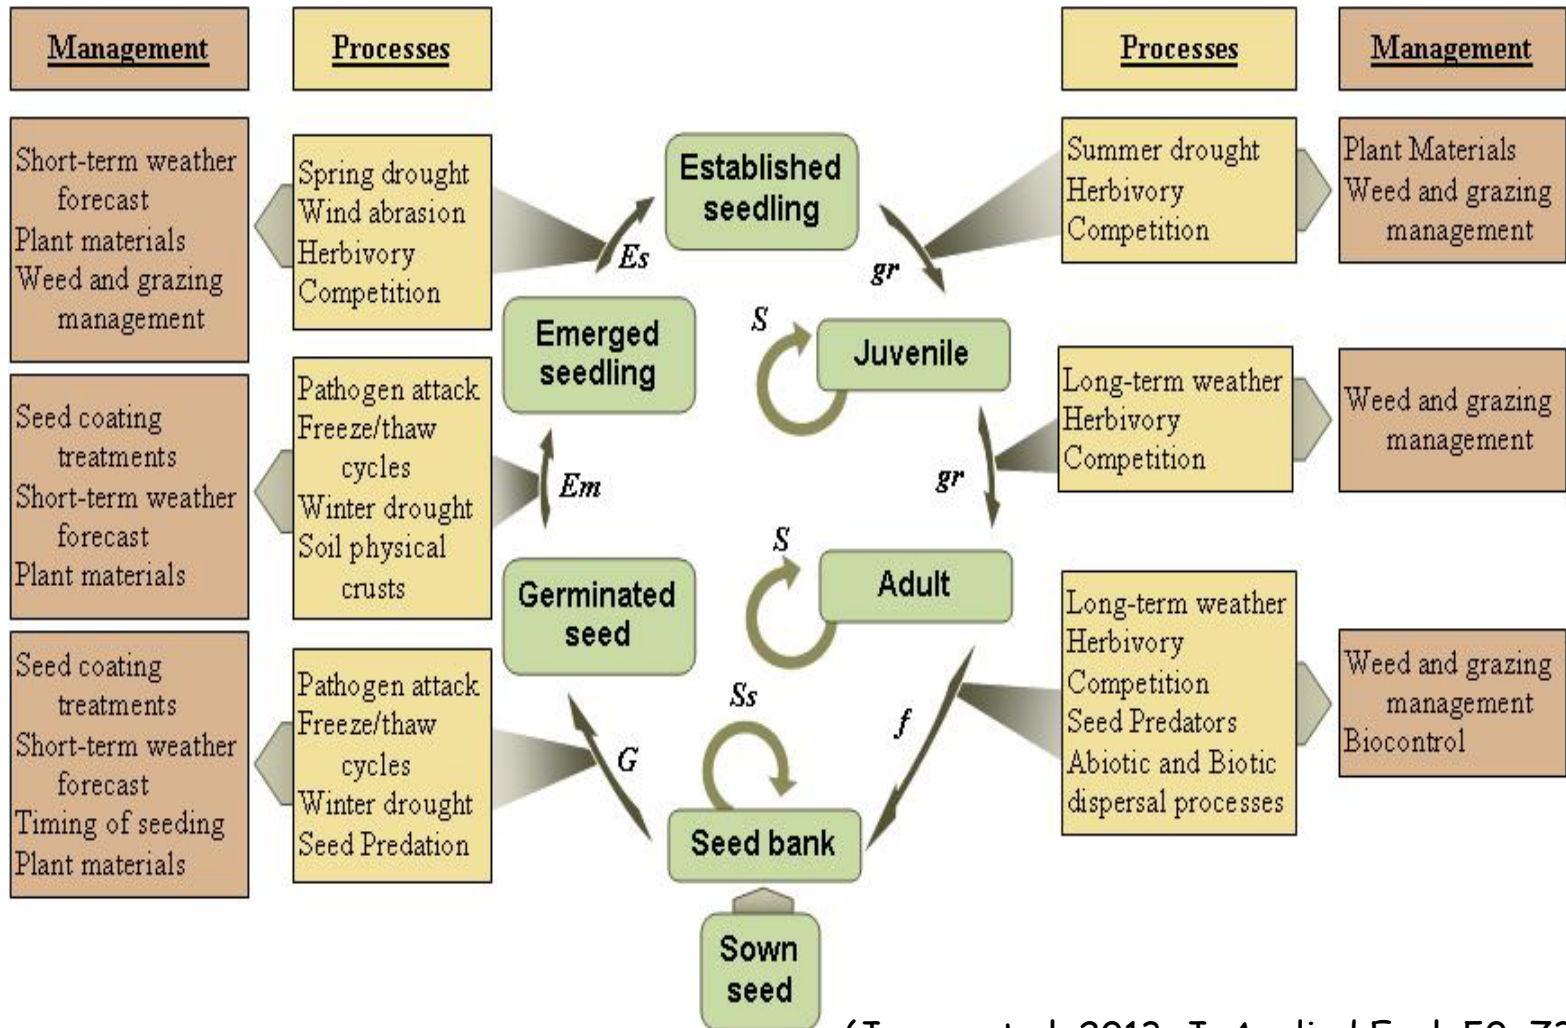 Management
Processes
Processes
Management
Short-term weather
forecast
Plant materials
Weed and grazing
management
Spring drought
Wind abrasion
Herbivory
Competition
Es
Established
seedling
gr
Summer drought
Herbivory
Competition
Plant Materials
Weed and grazing
management
Seed coating
treatments
Short-term weather
forecast
Plant materials
Pathogen attack
Freeze/thaw
cycles
Winter drought
Soil physical
crusts
Em
Emerged
seedling
S
Juvenile
gr
Long-term weather
Herbivory
Competition
Weed and grazing
management
Seed coating
treatments
Short-term weather
forecast
Timing of seeding
Plant materials
Pathogen attack
Freeze/thaw
cycles
Winter drought
Seed Predation
G
Germinated
seed
S
Adult
f
Long-term weather
Herbivory
Competition
Seed Predators
Abiotic and Biotic
dispersal processes
Weed and grazing
management
Biocontrol
Ss
Seed bank
Sown
seed